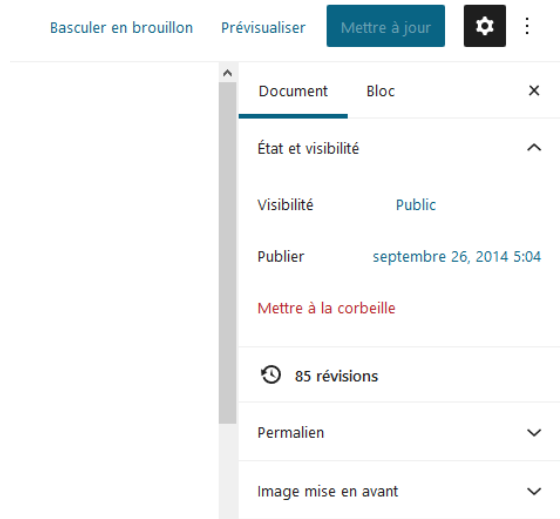 Basculer en brouillon Prévisualiser Mettre à jour
Document Bloc
État et visibilité
Visibilité Public
Publier septembre 26, 2014 5:04
Mettre à la corbeille
85 révisions
Permalien
Image mise en avant